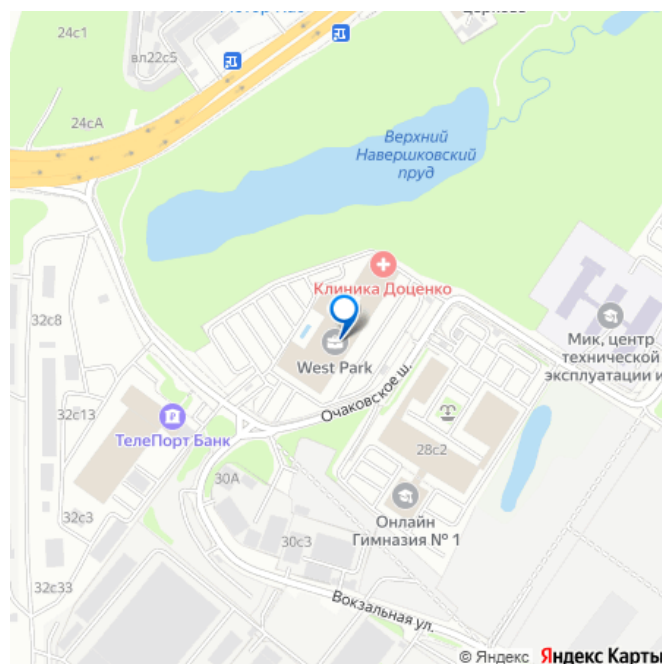 24с1
вл22с5
24сА
Верхний
Навершковский
пруд
Клиника Доценко
32с8
West Park
Мик, центр
технической
эксплуатации и
Очаковское ш.
32с13
ТелеПорт Банк
28с2
30А
32с3
Онлайн
Гимназия № 1
30с3
32с33
Вокзальная ул.
© Яндекс Яндекс Карты